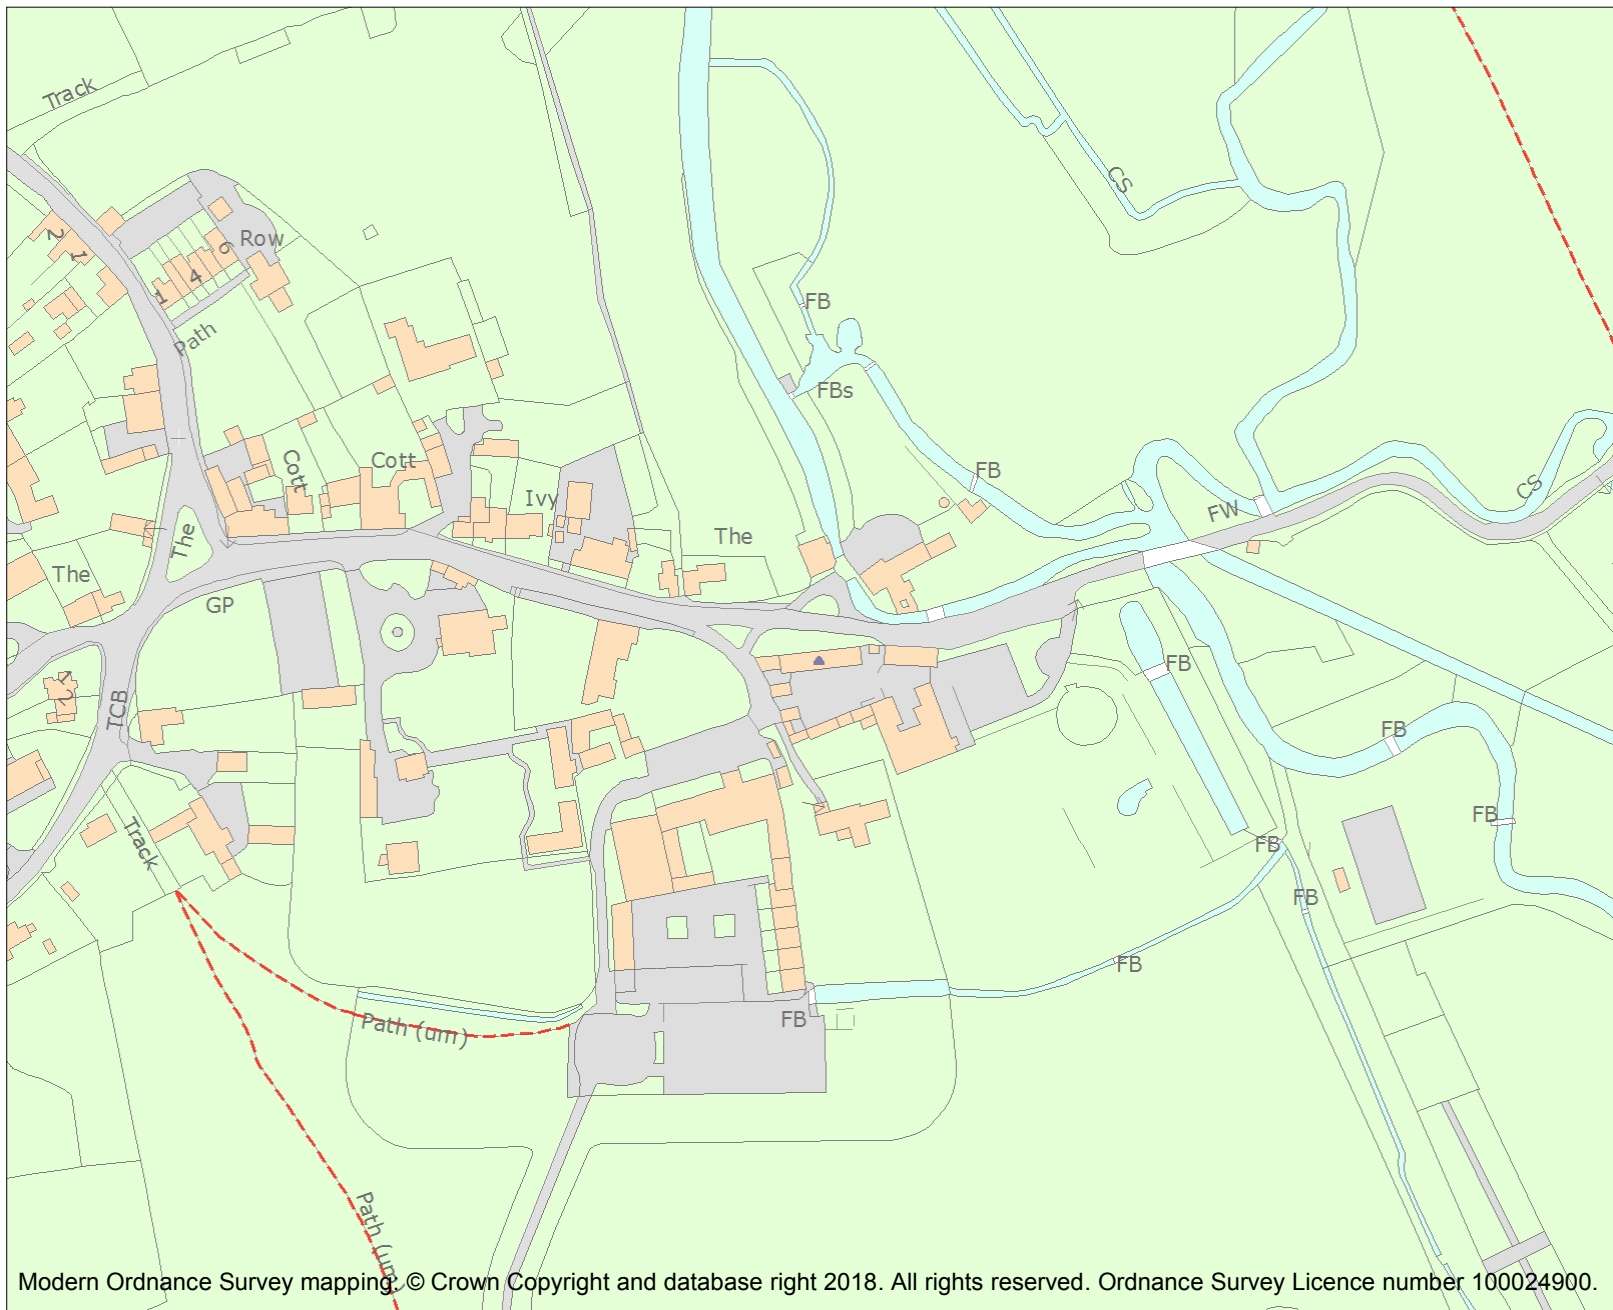 Track
CS
2
1
Row
6
4
1
Path
FB
FBs
Cott
Cott
FB
Ivy
CS
FW
The
The
The
GP
FB
1
2
TCB
FB
FB
Track
FB
FB
FB
FB
Path (um)
Path (um)
Modern Ordnance Survey mapping: © Crown Copyright and database right 2018. All rights reserved. Ordnance Survey Licence number 100024900.